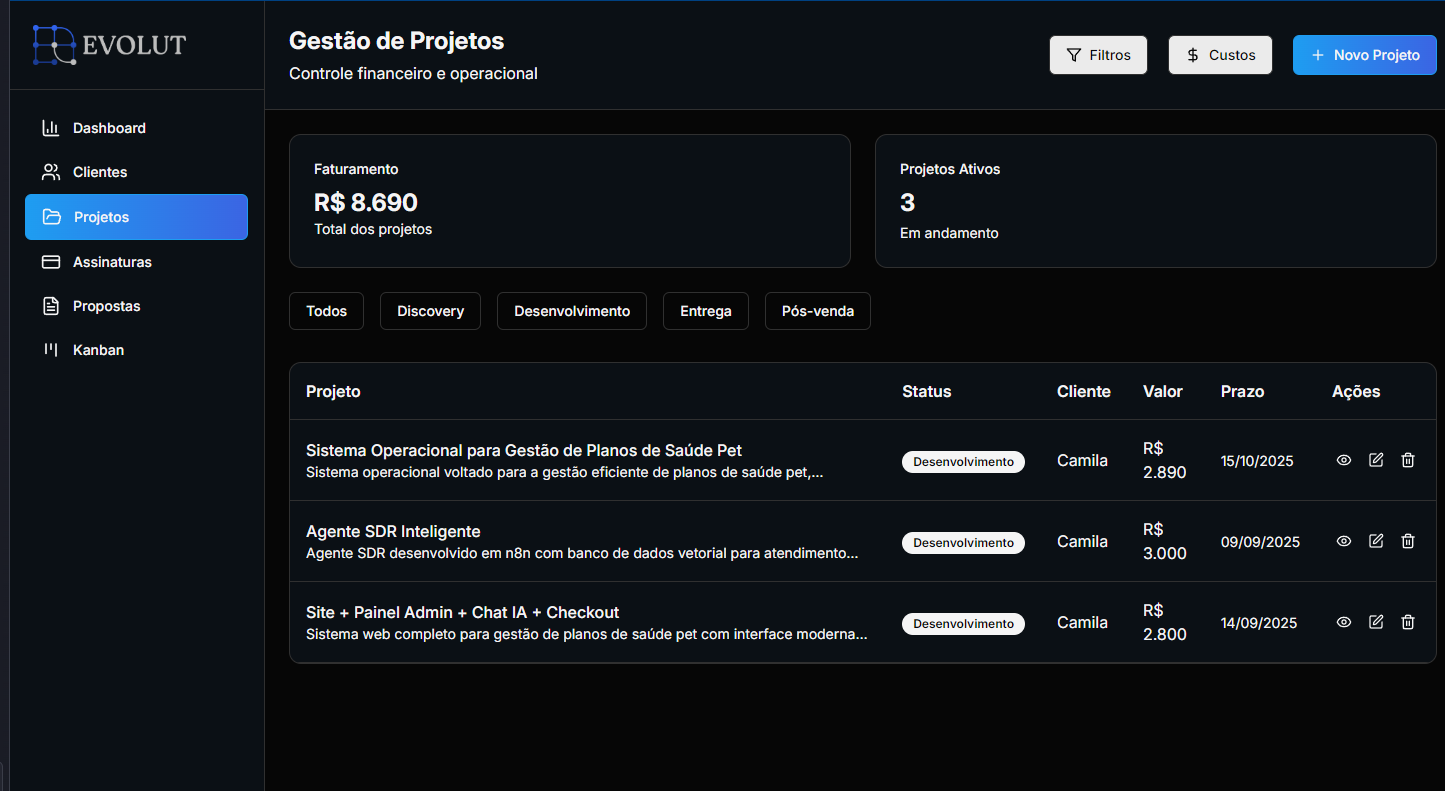 EVOLUT
Gestão de Projetos
Controle financeiro e operacional
Filtros
Custos
Novo Projeto
Dashboard
Clientes
Projetos
Assinaturas
Propostas
Kanban
Faturamento
R$ 8.690
Total dos projetos
Projetos Ativos
3
Em andamento
Todos
Discovery
Desenvolvimento
Entrega
Pós-venda
Projeto Status Cliente Valor Prazo Ações
Sistema Operacional para Gestão de Planos de Saúde Pet
Sistema operacional voltado para a gestão eficiente de planos de saúde pet,...
Desenvolvimento
Camila
R$
2.890
15/10/2025
Agente SDR Inteligente
Agente SDR desenvolvido em n8n com banco de dados vetorial para atendimento...
Desenvolvimento
Camila
R$
3.000
09/09/2025
Site + Painel Admin + Chat IA + Checkout
Sistema web completo para gestão de planos de saúde pet com interface moderna...
Desenvolvimento
Camila
R$
2.800
14/09/2025